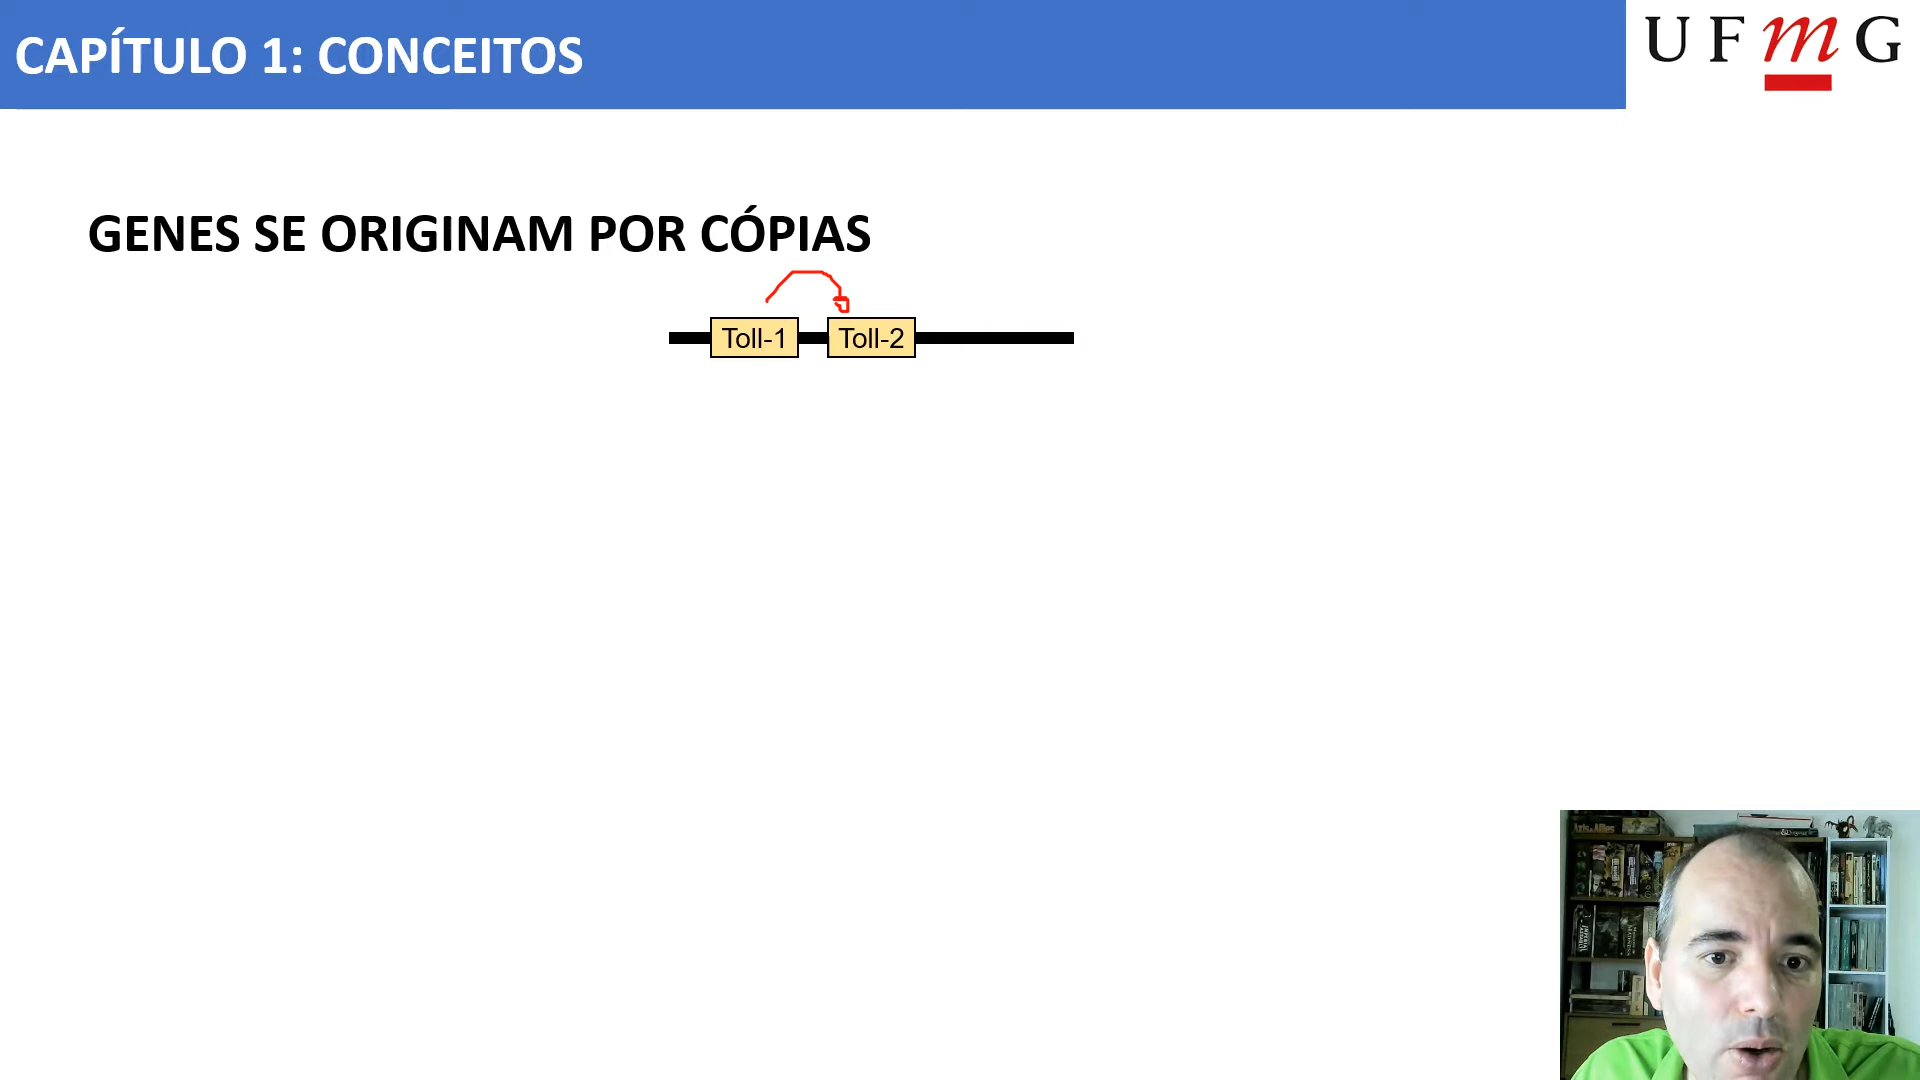 CAPÍTULO 1: CONCEITOS
UFmG
GENES SE ORIGINAM POR CÓPIAS
Toll-1 Toll-2